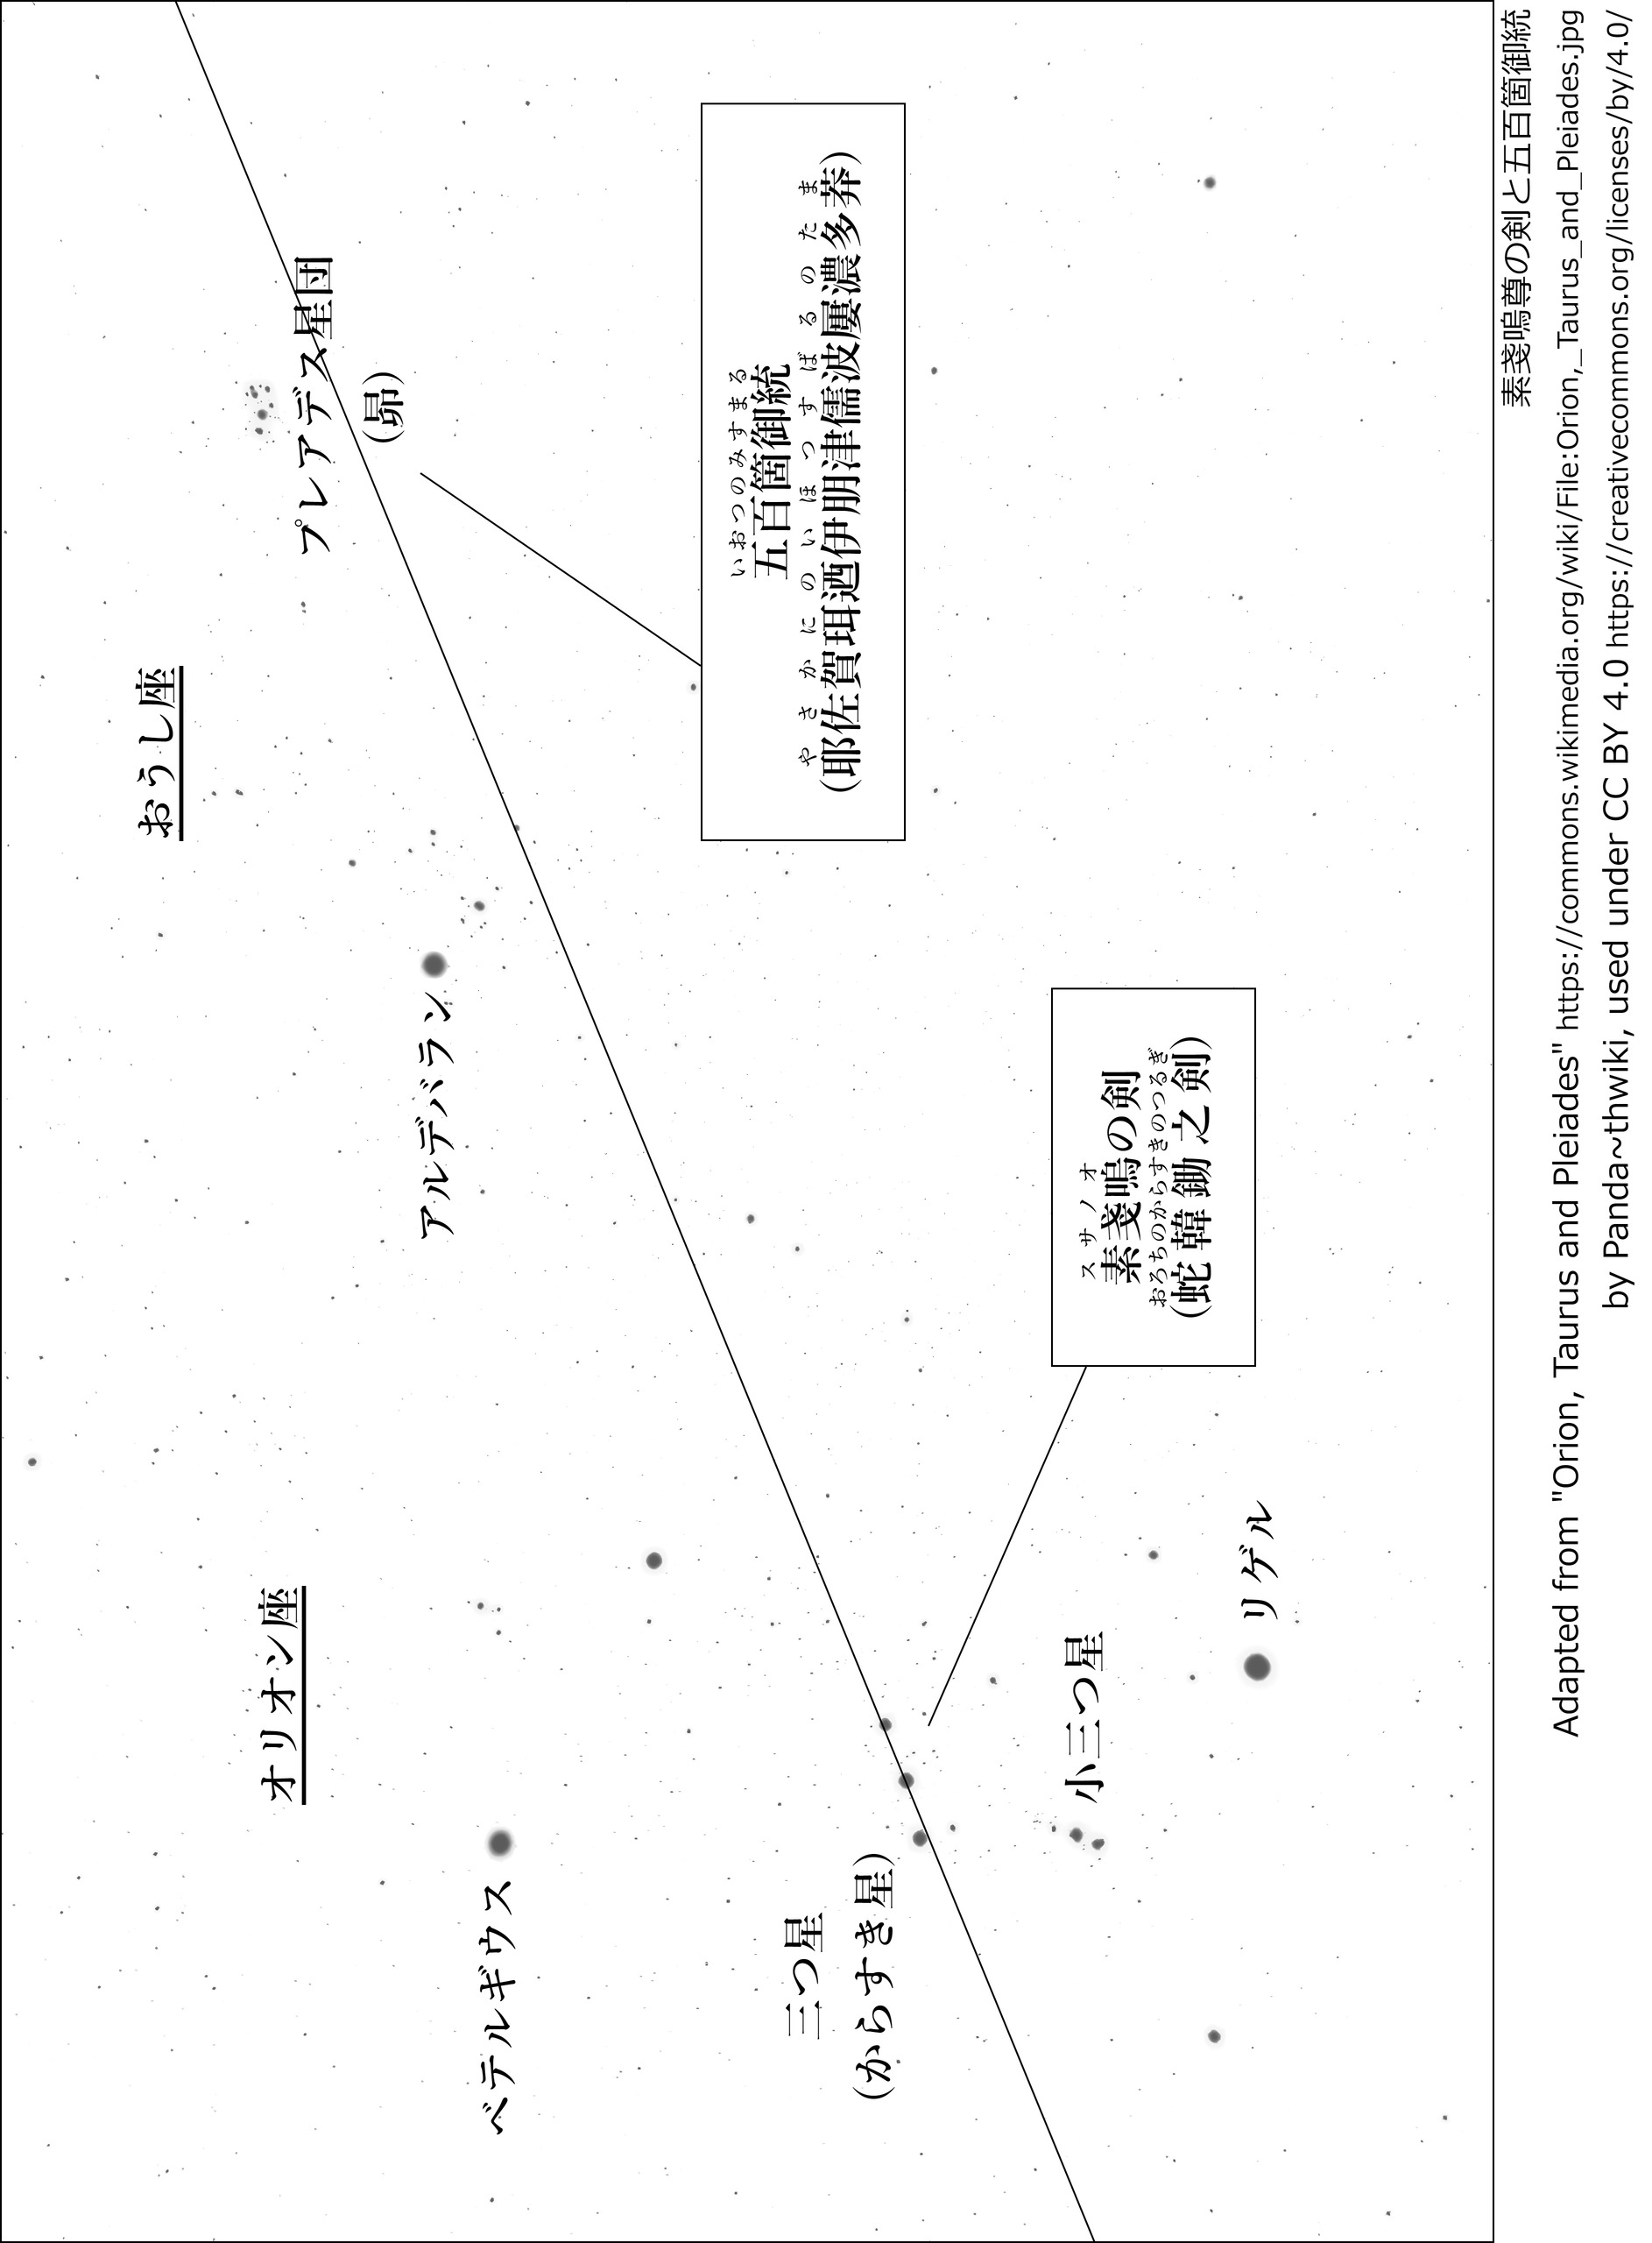 おうし座
プレアデス星団
(昴)
いおつのみすまる
五百箇御統
やさかにのいほつすばるのたま
(耶佐賀珥迺伊朋津儒波屢濃多莽)
アルデバラン
オリオン座
ベテルギウス
三つ星
(からすき星)
スサノオ
素戔嗚の剣
おろちのからすきのつるぎ
(蛇韓鋤之剣)
小三つ星
リゲル
素戔嗚尊の剣と五百箇御統
Adapted from "Orion, Taurus and Pleiades" https://commons.wikimedia.org/wiki/File:Orion,_Taurus_and_Pleiades.jpg
by Panda~thwiki, used under CC BY 4.0 https://creativecommons.org/licenses/by/4.0/